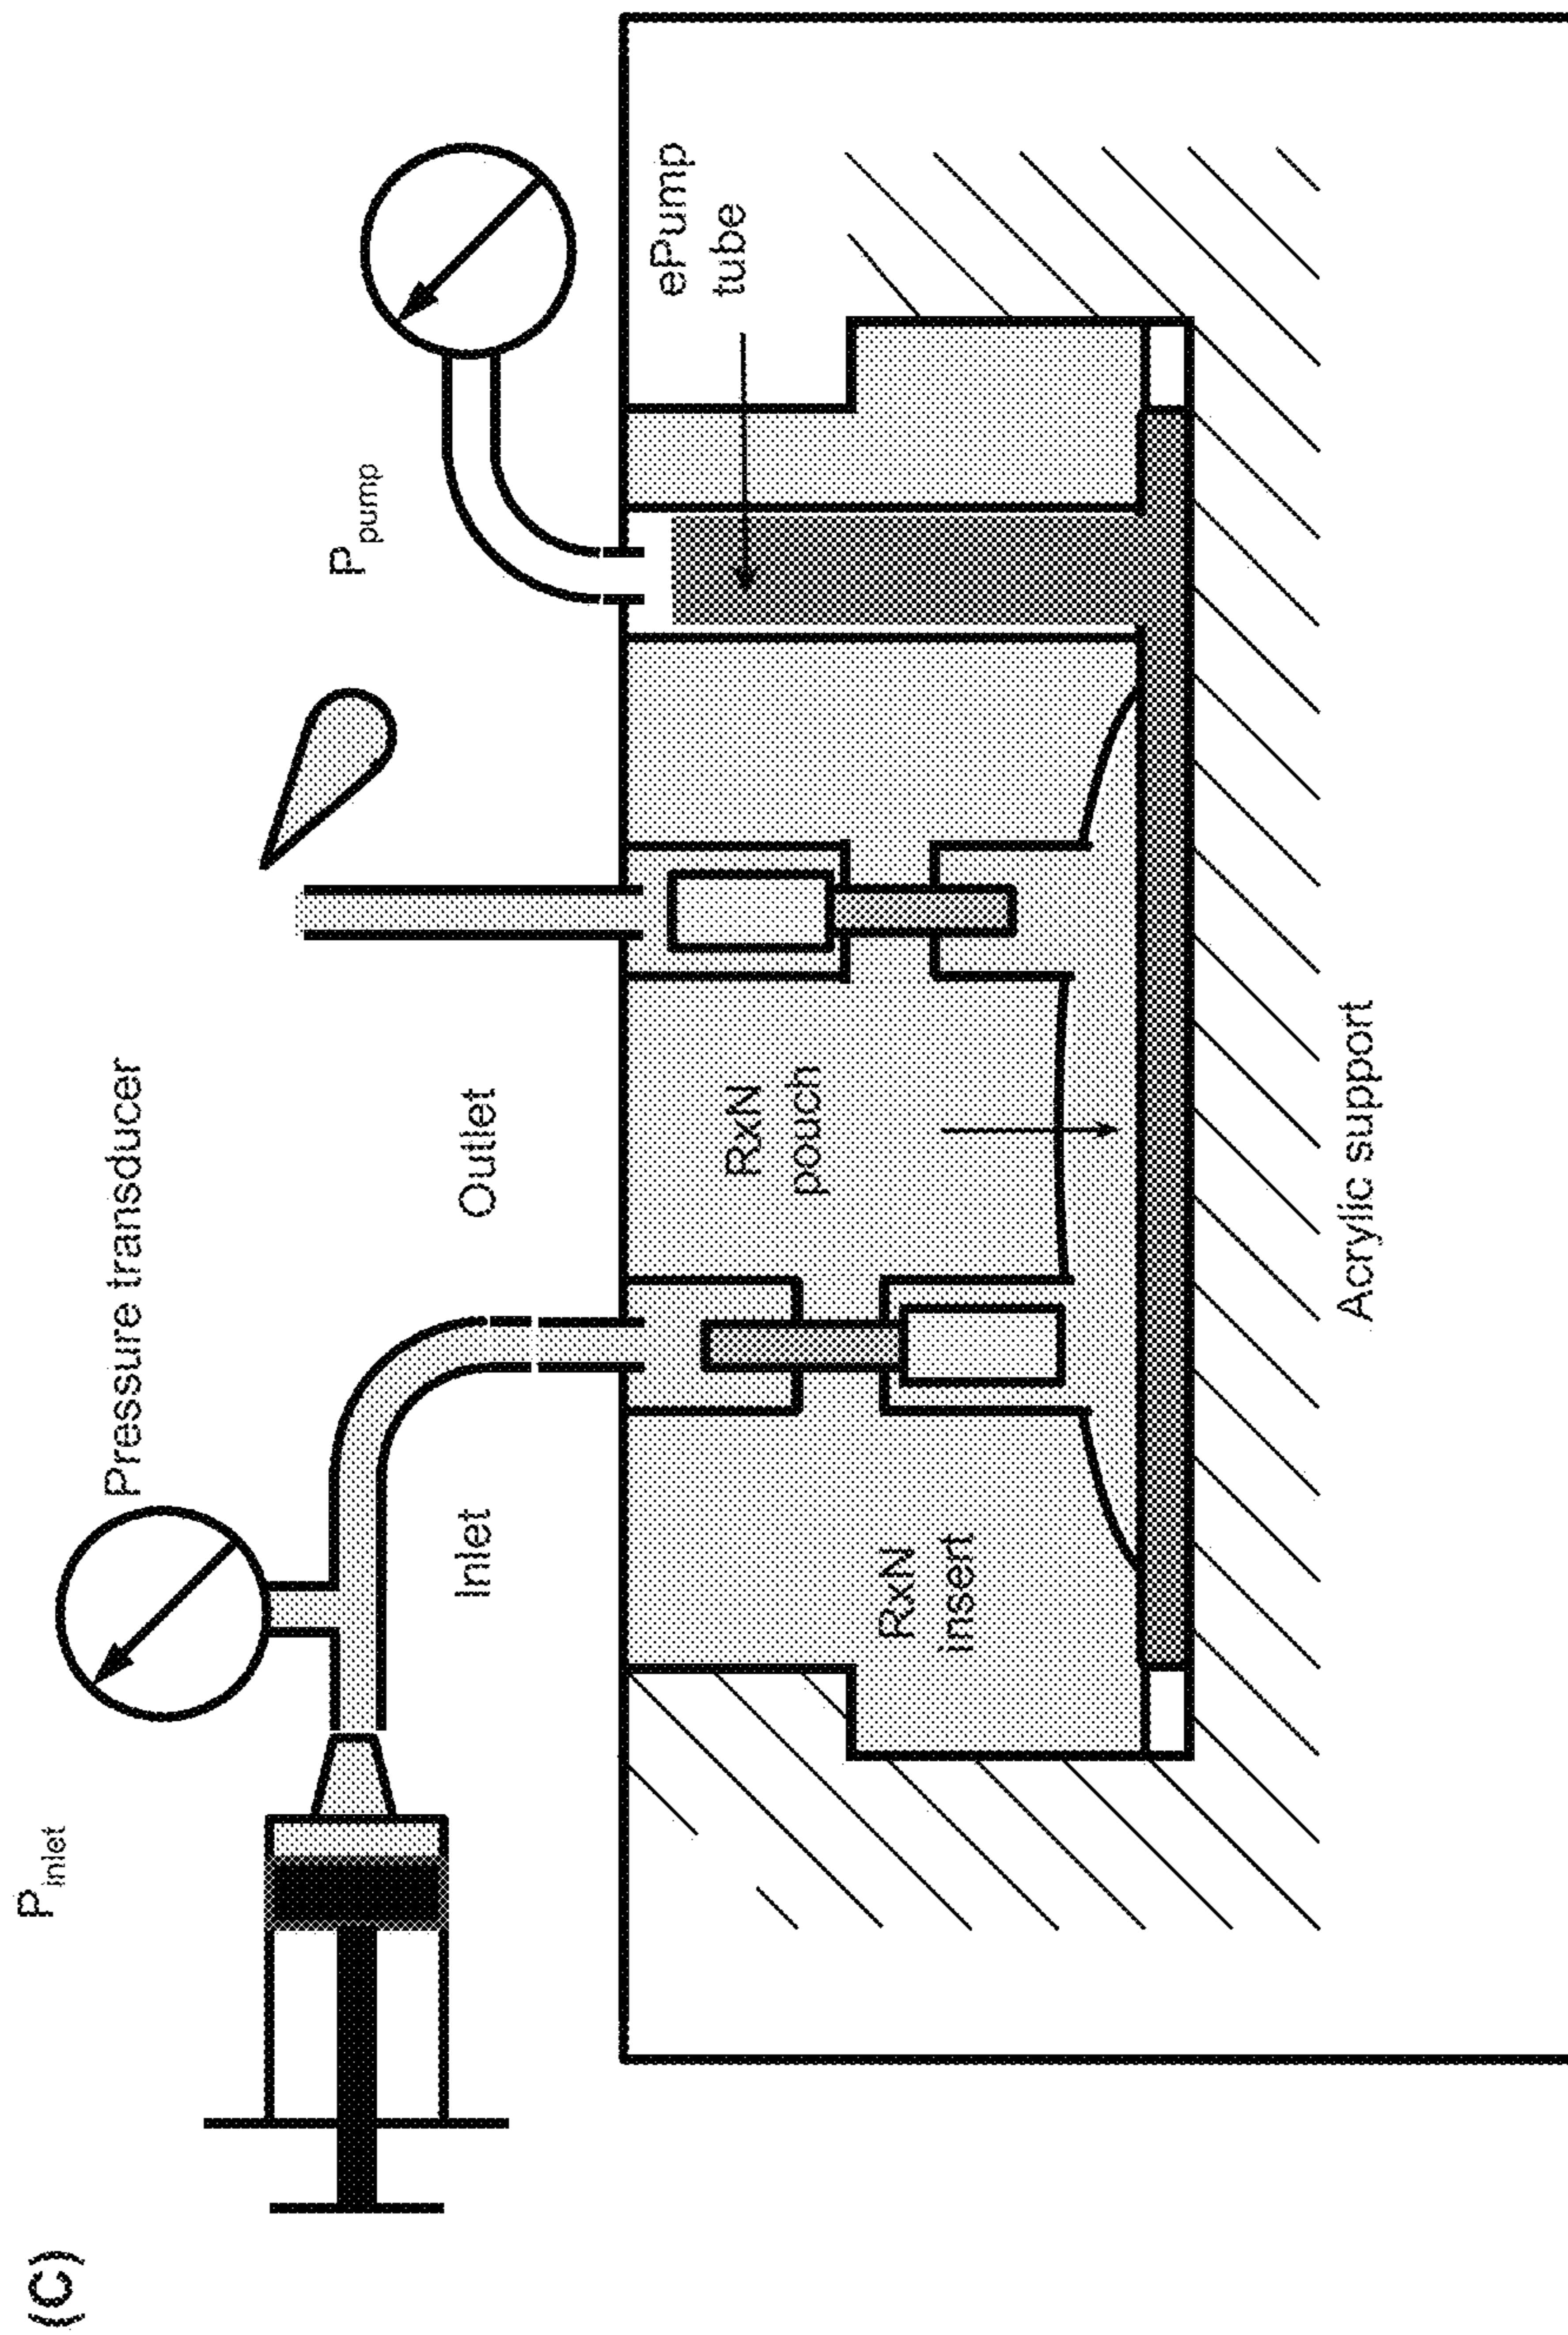 (C)
P inlet
Pressure transducer
Inlet
Outlet
P pump
ePump
tube
RxN
pouch
RxN
insert
Acrylic support